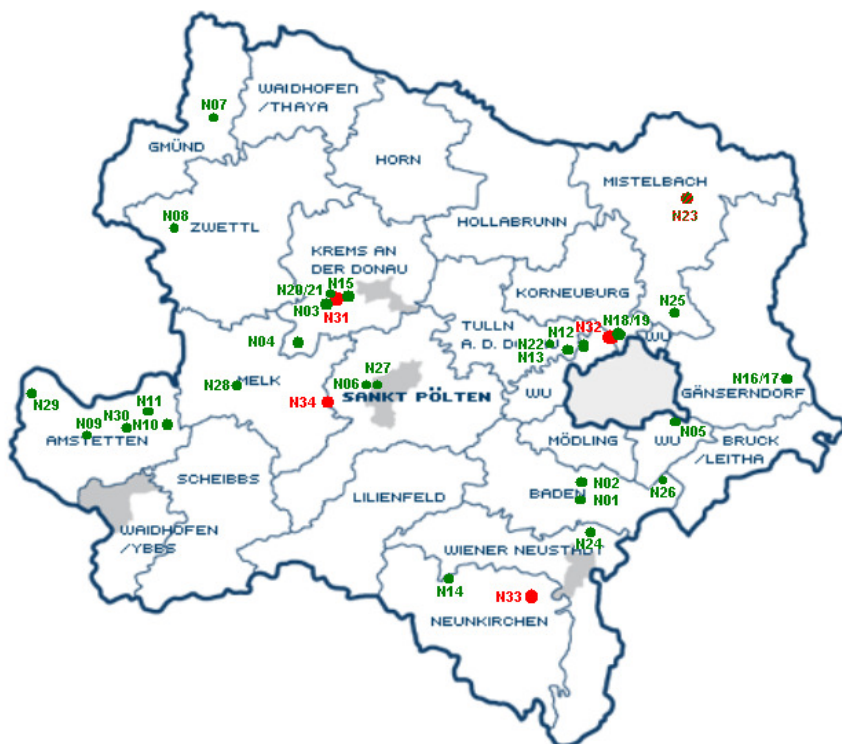 WAIDHOFEN
/THAYA
N07
GMÜND
HORN
MISTELBACH
N23
N08
ZWETTL
HOLLABRUNN
KREMS AN
DER DONAU
N20/21
N15
N03
N31
KORNEUBURG
N25
TULLN
A. D. DONAU
N12
N32
N18/19
WU
N22
N13
N04
N16/17
GÄNSERNDORF
N28
MELK
N06
N27
SANKT PÖLTEN
WU
N34
N29
N11
N30
N09
N10
AMSTETTEN
MÖDLING
WU
N05
BRUCK
/LEITHA
SCHEIBBS
LILIENFELD
BADEN
N02
N01
N26
WAIDHOFEN
/YBBS
WIENER NEUSTADT
N24
N14
N33
NEUNKIRCHEN